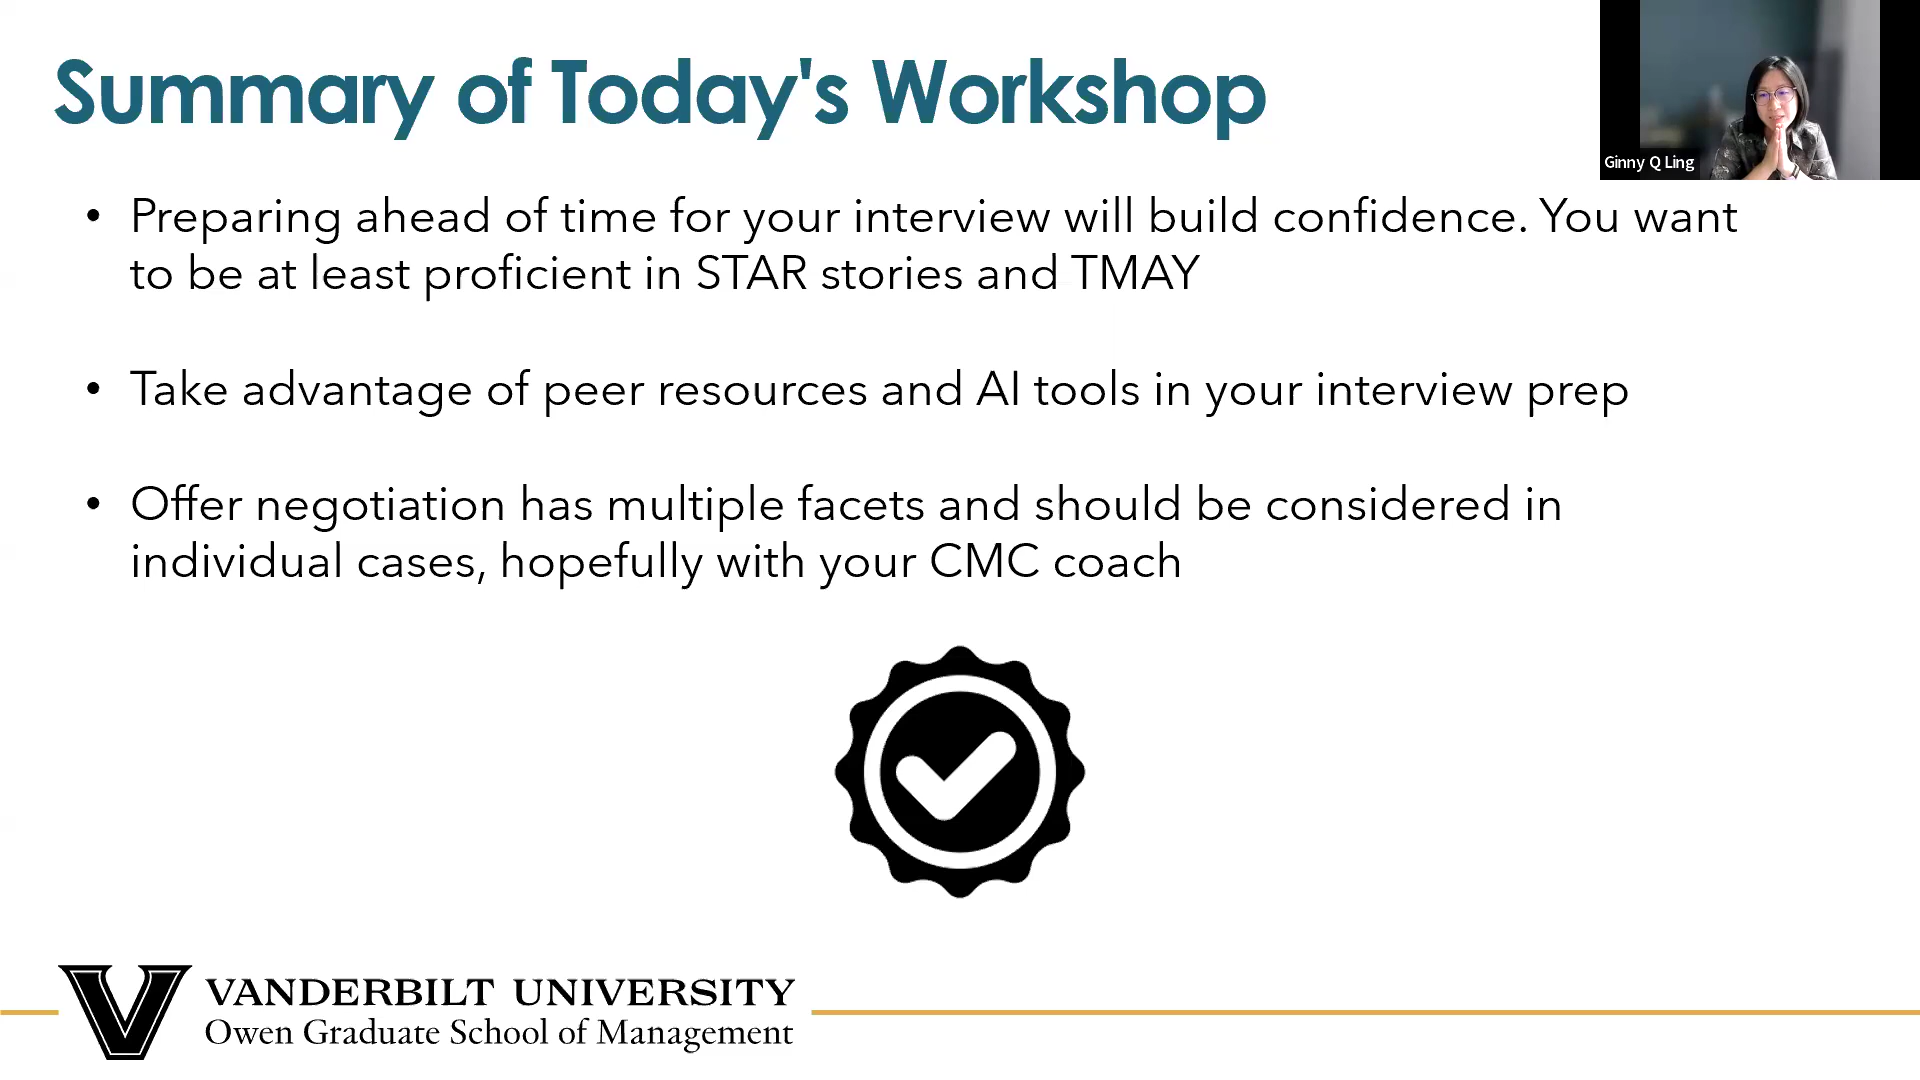 Summary of Today's Workshop
Ginny Q Ling
• Preparing ahead of time for your interview will build confidence. You want
to be at least proficient in STAR stories and TMAY
• Take advantage of peer resources and AI tools in your interview prep
• Offer negotiation has multiple facets and should be considered in
individual cases, hopefully with your CMC coach
V VANDERBILT UNIVERSITY
Owen Graduate School of Management